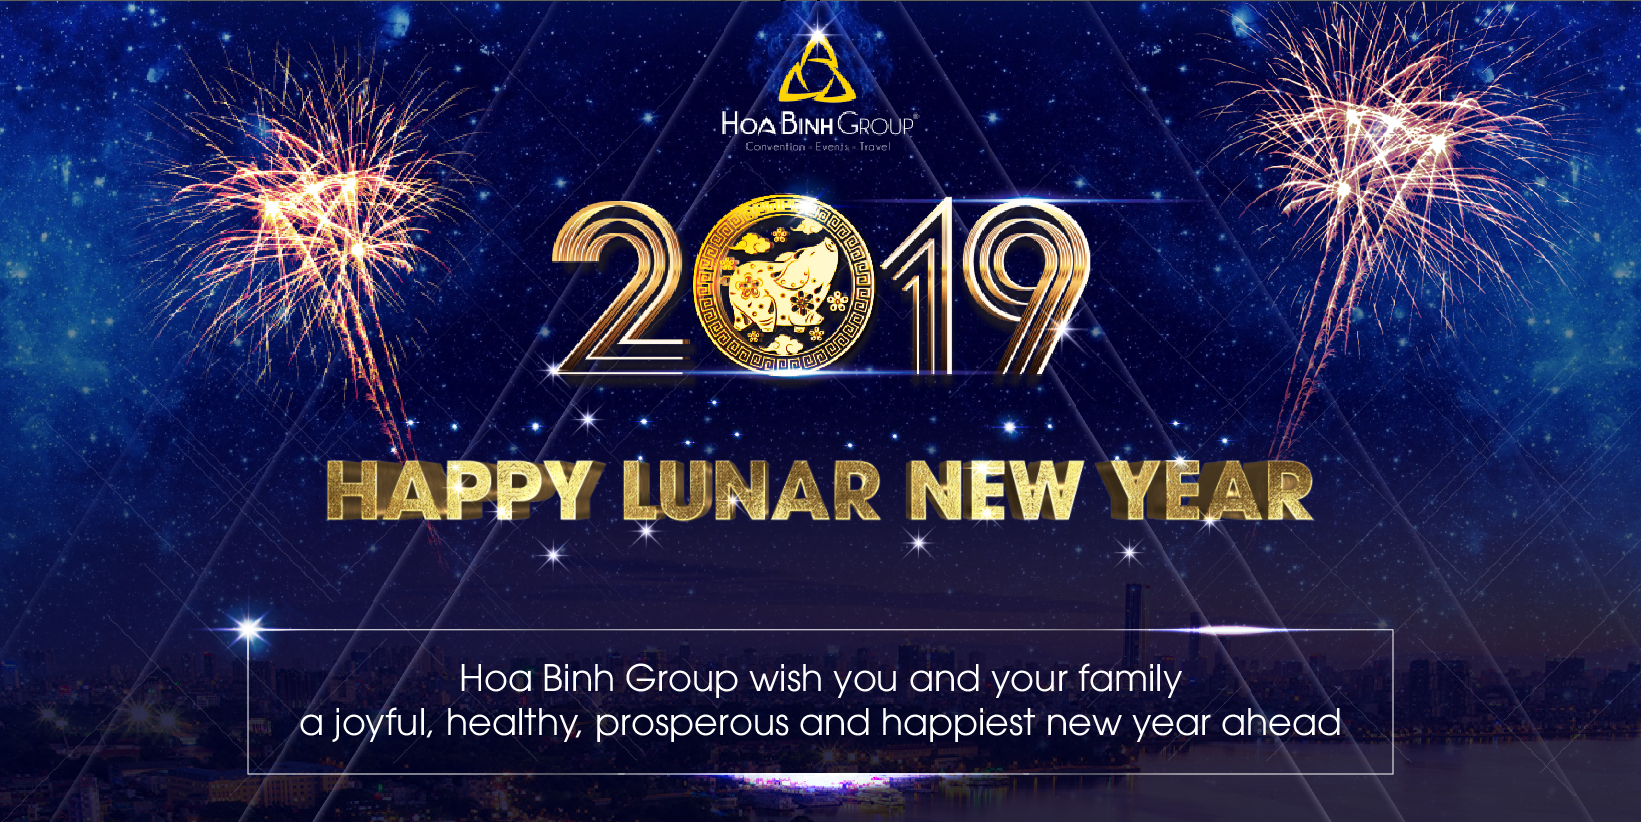 HOA BINH GROUP®
Convention - Events - Travel
2019
HAPPY LUNAR NEW YEAR
Hoa Binh Group wish you and your family
a joyful, healthy, prosperous and happiest new year ahead